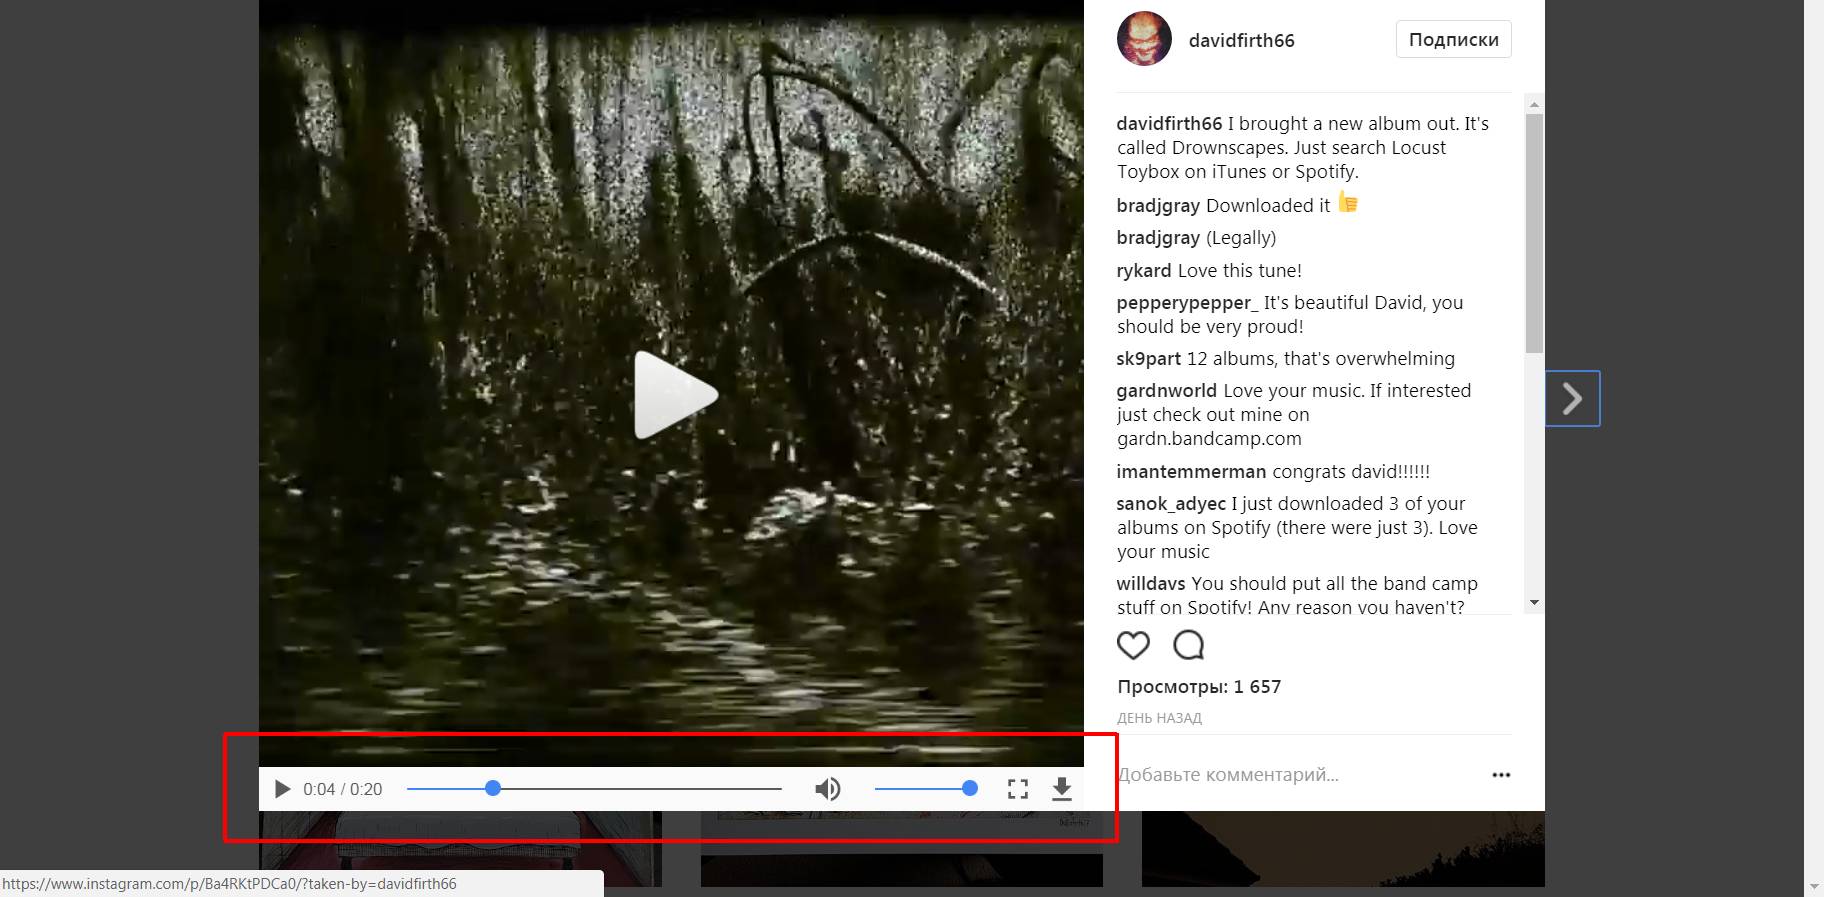 davidfirth66
Подписки
davidfirth66 I brought a new album out. It's
called Drownscapes. Just search Locust
Toybox on iTunes or Spotify.
bradjgray Downloaded it
bradjgray (Legally)
rykard Love this tune!
pepperypepper_ It's beautiful David, you
should be very proud!
sk9part 12 albums, that's overwhelming
gardnworld Love your music. If interested
just check out mine on
gardn.bandcamp.com
imantemmerman congrats david!!!!!!
sanok_adyec I just downloaded 3 of your
albums on Spotify (there were just 3). Love
your music
willdavs You should put all the band camp
stuff on Spotify! Any reason you haven't?
Просмотры: 1 657
ДЕНЬ НАЗАД
Добавьте комментарий...
0:04 / 0:20
https://www.instagram.com/p/Ba4RKtPDCa0/?taken-by=davidfirth66